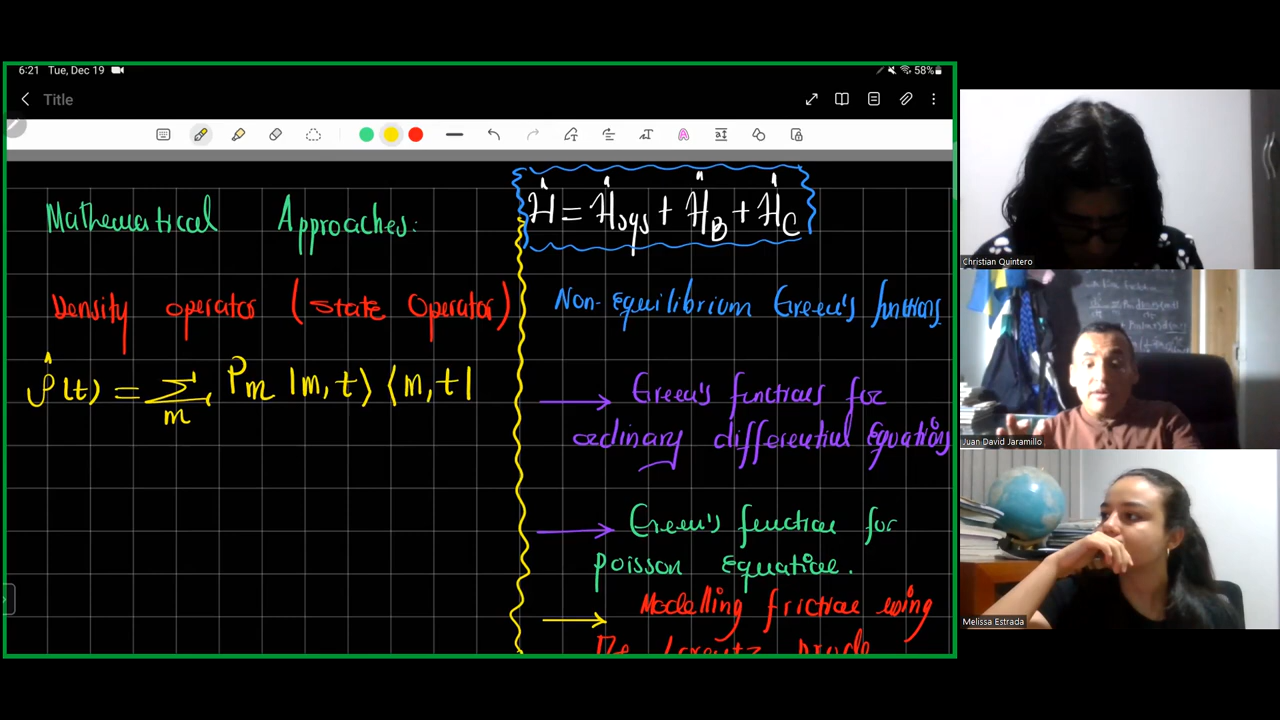 6:21 Tue, Dec 19
58%
Title
Mathematical Approaches:
Density operator (state Operator)
ρ̂(t) = Σ_m P_m |m,t⟩⟨m,t|
Ĥ = Ĥ_sys + Ĥ_B + Ĥ_C
Non-Equilibrium Green's functions
Green's functions for
ordinary differential Equations
Green's function for
Poisson Equation.
Modelling friction using
The Lorentz
Christian Quintero
Juan David Jaramillo
Melissa Estrada